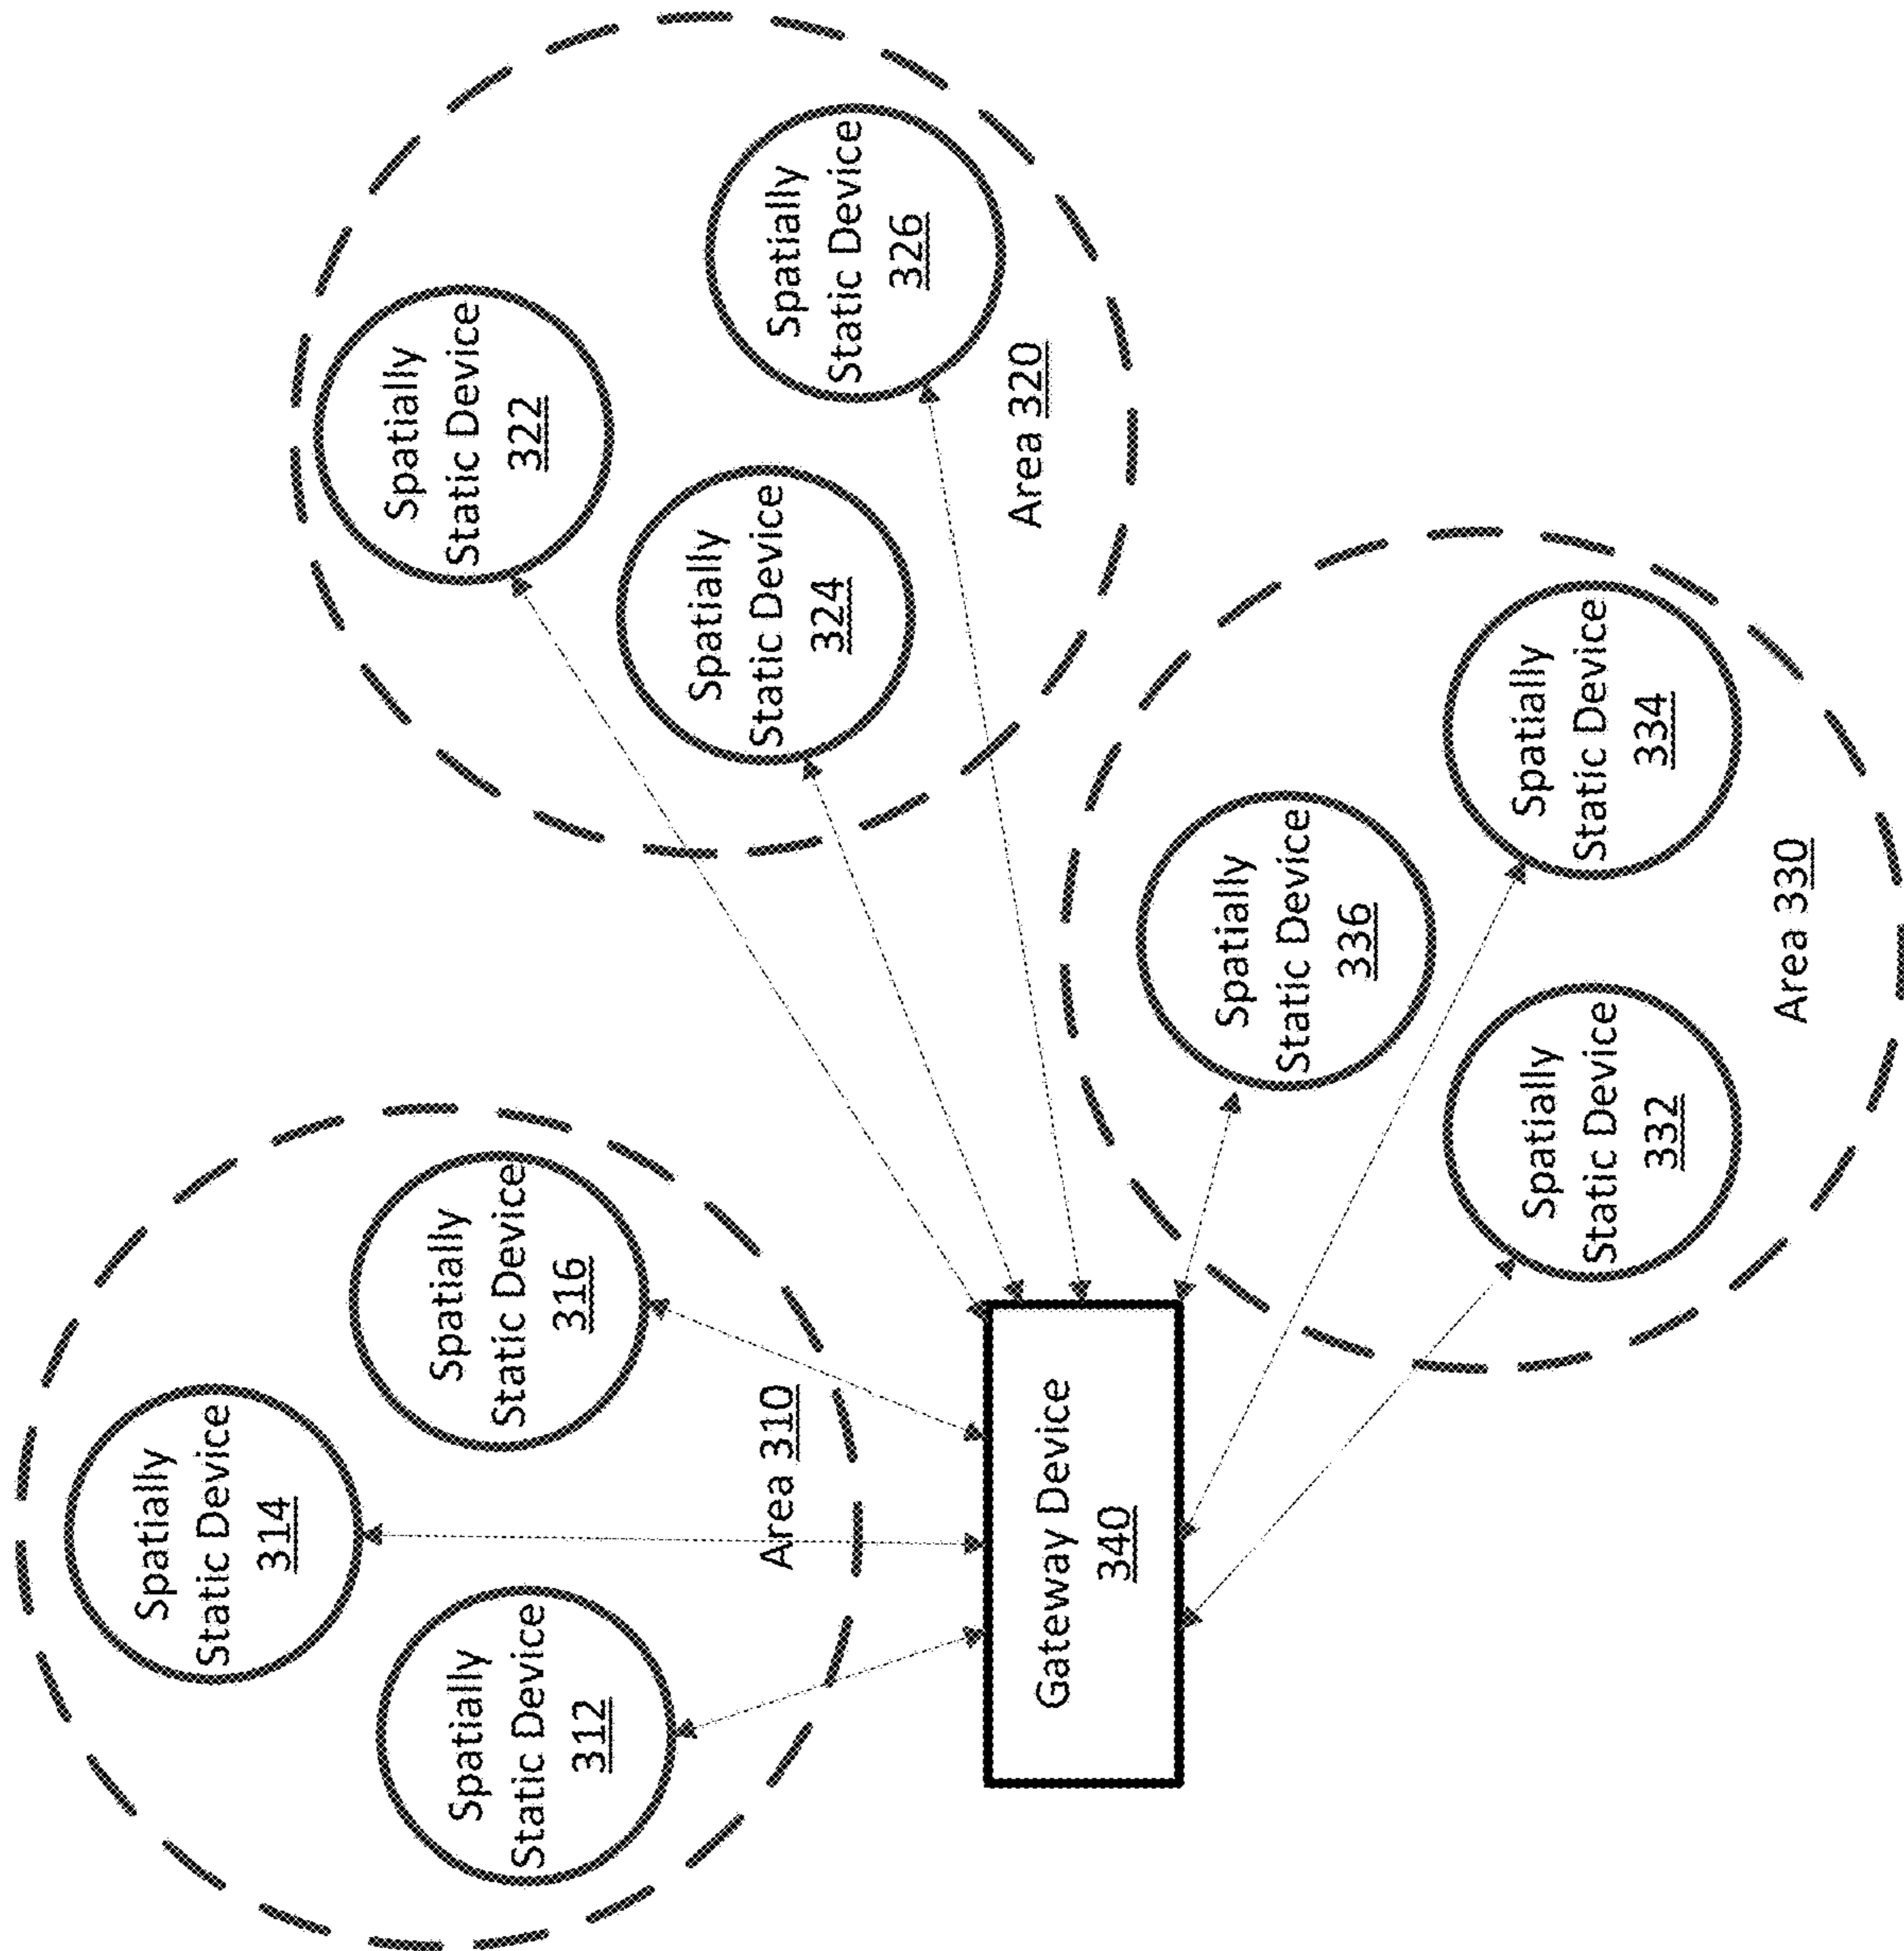 Spatially
Static Device
314
Spatially
Static Device
312
Spatially
Static Device
316
Area 310
Spatially
Static Device
322
Spatially
Static Device
324
Spatially
Static Device
326
Area 320
Gateway Device
340
Spatially
Static Device
336
Spatially
Static Device
332
Spatially
Static Device
334
Area 330